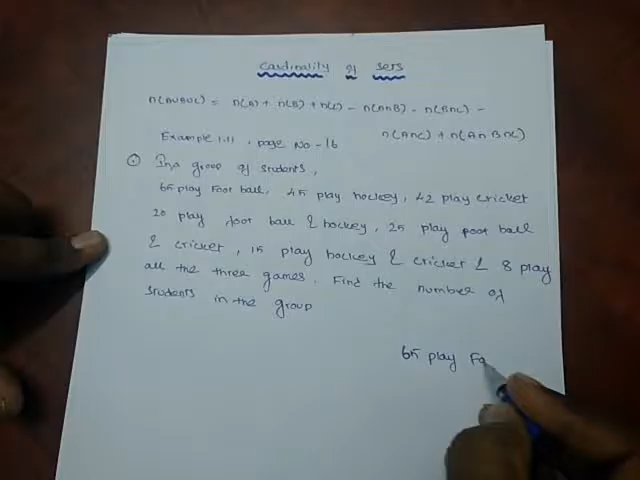 Cardinality of sets
n(AUBUC) = n(A) + n(B) + n(C) - n(A∩B) - n(B∩C) -
n(A∩C) + n(A∩B∩C)
Example 1.11, page No - 16
In a group of students,
65 play Foot ball, 45 play hockey, 42 play cricket
20 play foot ball & hockey, 25 play foot ball
& cricket, 15 play hockey & cricket & 8 play
all the three games. Find the number of
students in the group
65 play Fo